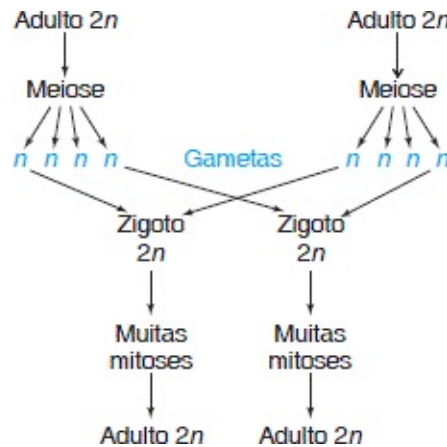 Adulto 2n Adulto 2n
Meiose Meiose
n n n n Gametas n n n n
Zigoto Zigoto
2n 2n
Muitas Muitas
mitoses mitoses
Adulto 2n Adulto 2n